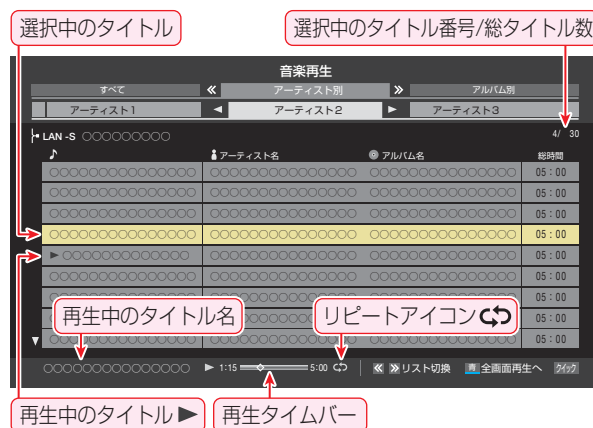 選択中のタイトル
選択中のタイトル番号/総タイトル数
音楽再生
すべて
アーティスト別
アルバム別
アーティスト1
◀ アーティスト2 ▶
アーティスト3
LAN -S ○○○○○○○○○
4/ 30
♪
アーティスト名
アルバム名
総時間
○○○○○○○○○○○○○○○ ○○○○○○○○○○○○○○○ ○○○○○○○○○○○○○○○ 05:00
○○○○○○○○○○○○○○○ ○○○○○○○○○○○○○○○ ○○○○○○○○○○○○○○○ 05:00
○○○○○○○○○○○○○○○ ○○○○○○○○○○○○○○○ ○○○○○○○○○○○○○○○ 05:00
○○○○○○○○○○○○○○○ ○○○○○○○○○○○○○○○ ○○○○○○○○○○○○○○○ 05:00
▶ ○○○○○○○○○○○○○ ○○○○○○○○○○○○○○○ ○○○○○○○○○○○○○○○ 05:00
○○○○○○○○○○○○○○○ ○○○○○○○○○○○○○○○ ○○○○○○○○○○○○○○○ 05:00
05:00
05:00
05:00
再生中のタイトル名
リピートアイコン
○○○○○○○○○○○○○○○ ▶ 1:15 5:00 《 》リスト切換 青 全画面再生へ クイック
再生中のタイトル ▶
再生タイムバー